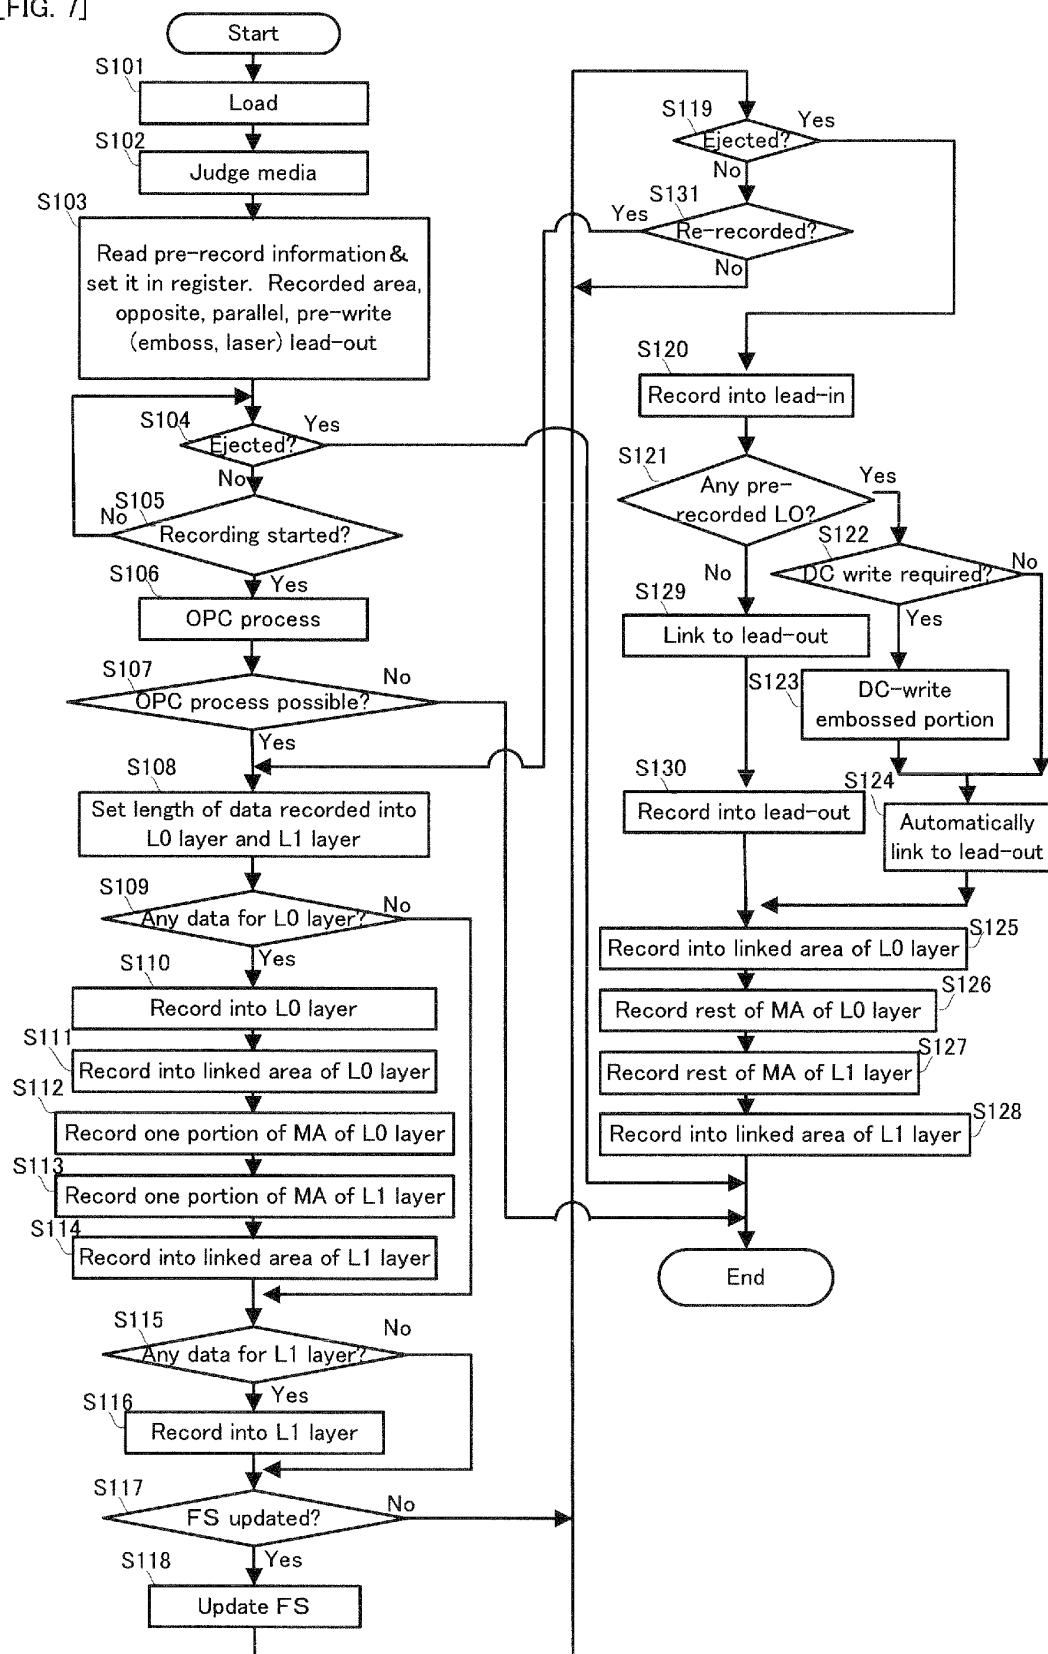 [FIG. 7]
Start
S101
Load
S102
Judge media
S103
Read pre-record information&
set it in register. Recorded area,
opposite, parallel, pre-write
(emboss, laser) lead-out
S104
Ejected?
Yes
No
S105
No
Recording started?
S106
Yes
OPC process
S107
No
OPC process possible?
Yes
S108
Set length of data recorded into
L0 layer and L1 layer
S109
No
Any data for L0 layer?
Yes
S110
Record into L0 layer
S111
Record into linked area of L0 layer
S112
Record one portion of MA of L0 layer
S113
Record one portion of MA of L1 layer
S114
Record into linked area of L1 layer
S115
No
Any data for L1 layer?
Yes
S116
Record into L1 layer
S117
No
FS updated?
Yes
S118
Update FS
S119
Yes
Ejected?
No
S131
Yes
Re-recorded?
No
S120
Record into lead-in
S121
Yes
Any pre-
recorded LO?
No
S122
No
DC write required?
Yes
S129
Link to lead-out
S123
DC-write
embossed portion
S130
Record into lead-out
S124
Automatically
link to lead-out
S125
Record into linked area of L0 layer
S126
Record rest of MA of L0 layer
S127
Record rest of MA of L1 layer
S128
Record into linked area of L1 layer
End